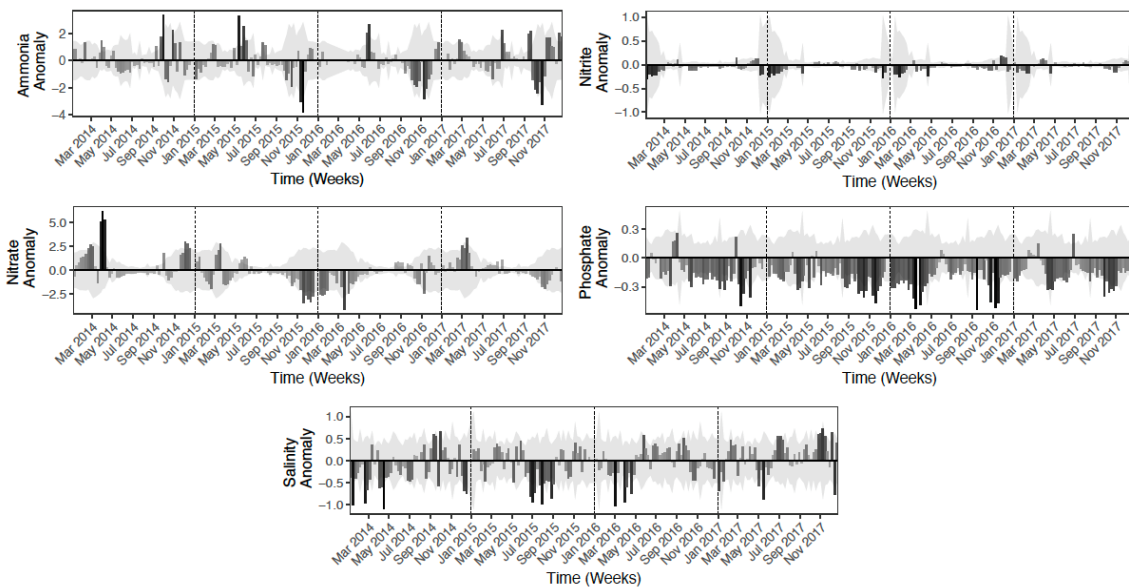 Ammonia
Anomaly
2
0
−2
−4
Mar 2014
May 2014
Jul 2014
Sep 2014
Nov 2014
Jan 2015
Mar 2015
May 2015
Jul 2015
Sep 2015
Nov 2015
Jan 2016
Mar 2016
May 2016
Jul 2016
Sep 2016
Nov 2016
Jan 2017
Mar 2017
May 2017
Jul 2017
Sep 2017
Nov 2017
Time (Weeks)
Nitrite
Anomaly
1.0
0.5
0.0
−0.5
−1.0
Mar 2014
May 2014
Jul 2014
Sep 2014
Nov 2014
Jan 2015
Mar 2015
May 2015
Jul 2015
Sep 2015
Nov 2015
Jan 2016
Mar 2016
May 2016
Jul 2016
Sep 2016
Nov 2016
Jan 2017
Mar 2017
May 2017
Jul 2017
Sep 2017
Nov 2017
Time (Weeks)
Nitrate
Anomaly
5.0
2.5
0.0
−2.5
Mar 2014
May 2014
Jul 2014
Sep 2014
Nov 2014
Jan 2015
Mar 2015
May 2015
Jul 2015
Sep 2015
Nov 2015
Jan 2016
Mar 2016
May 2016
Jul 2016
Sep 2016
Nov 2016
Jan 2017
Mar 2017
May 2017
Jul 2017
Sep 2017
Nov 2017
Time (Weeks)
Phosphate
Anomaly
0.3
0.0
−0.3
Mar 2014
May 2014
Jul 2014
Sep 2014
Nov 2014
Jan 2015
Mar 2015
May 2015
Jul 2015
Sep 2015
Nov 2015
Jan 2016
Mar 2016
May 2016
Jul 2016
Sep 2016
Nov 2016
Jan 2017
Mar 2017
May 2017
Jul 2017
Sep 2017
Nov 2017
Time (Weeks)
Salinity
Anomaly
1.0
0.5
0.0
−0.5
−1.0
Mar 2014
May 2014
Jul 2014
Sep 2014
Nov 2014
Jan 2015
Mar 2015
May 2015
Jul 2015
Sep 2015
Nov 2015
Jan 2016
Mar 2016
May 2016
Jul 2016
Sep 2016
Nov 2016
Jan 2017
Mar 2017
May 2017
Jul 2017
Sep 2017
Nov 2017
Time (Weeks)